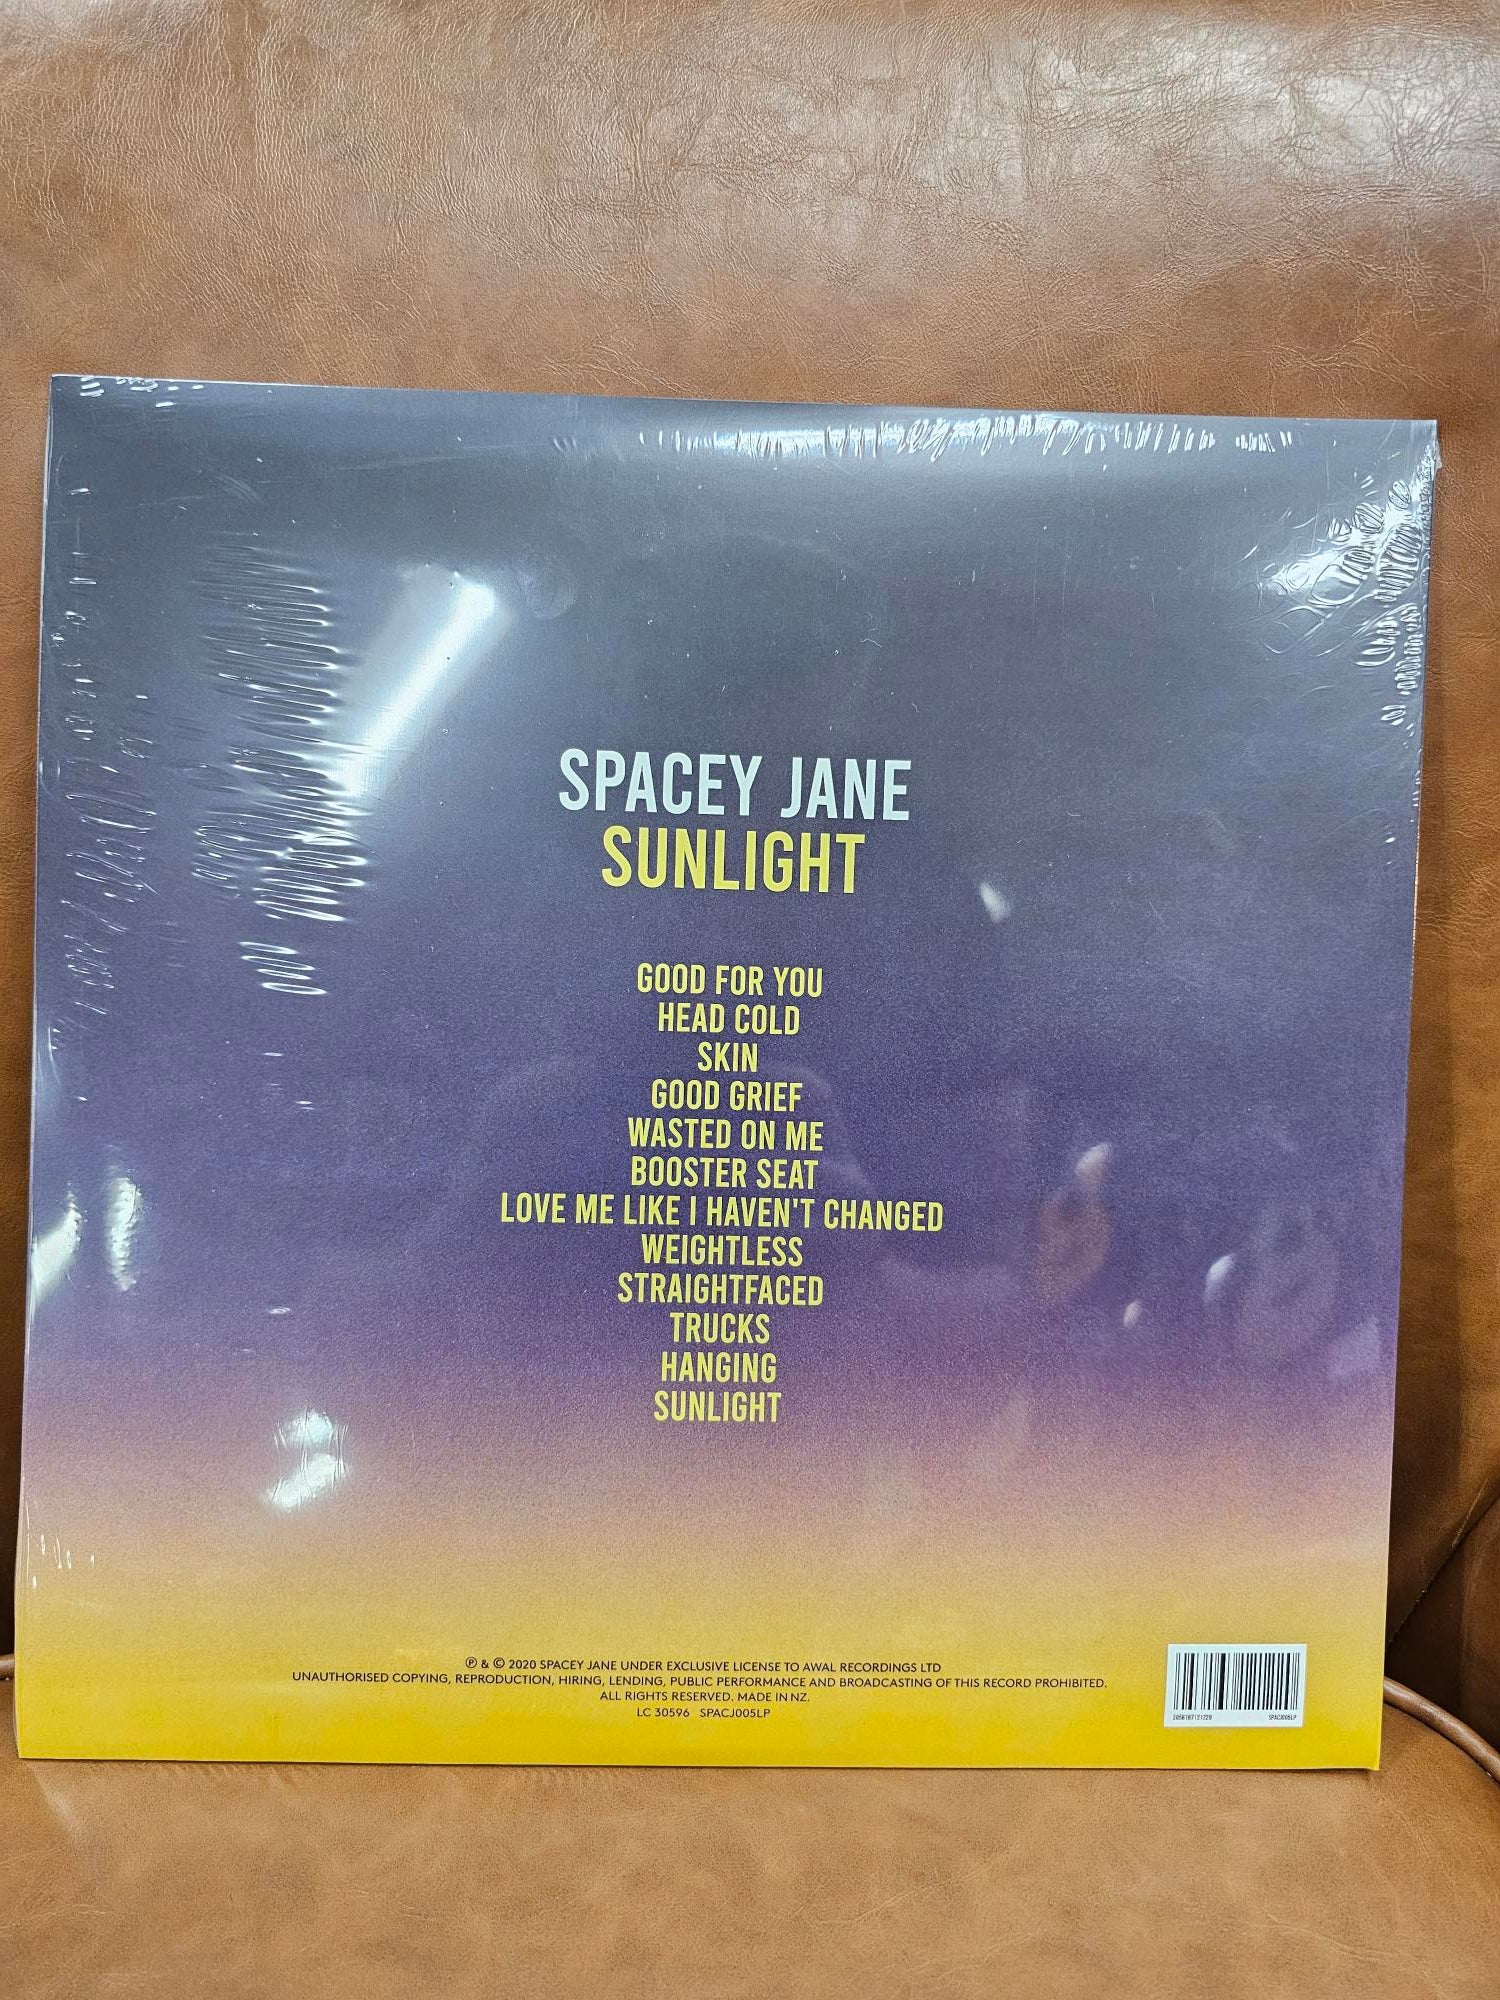 SPACEY JANE
SUNLIGHT
GOOD FOR YOU
HEAD COLD
SKIN
GOOD GRIEF
WASTED ON ME
BOOSTER SEAT
LOVE ME LIKE I HAVEN'T CHANGED
WEIGHTLESS
STRAIGHTFACED
TRUCKS
HANGING
SUNLIGHT
℗ & © 2020 SPACEY JANE UNDER EXCLUSIVE LICENSE TO AWAL RECORDINGS LTD
UNAUTHORISED COPYING, REPRODUCTION, HIRING, LENDING, PUBLIC PERFORMANCE AND BROADCASTING OF THIS RECORD PROHIBITED.
ALL RIGHTS RESERVED. MADE IN NZ.
LC 30596 SPACJ005LP
SPACJ005LP